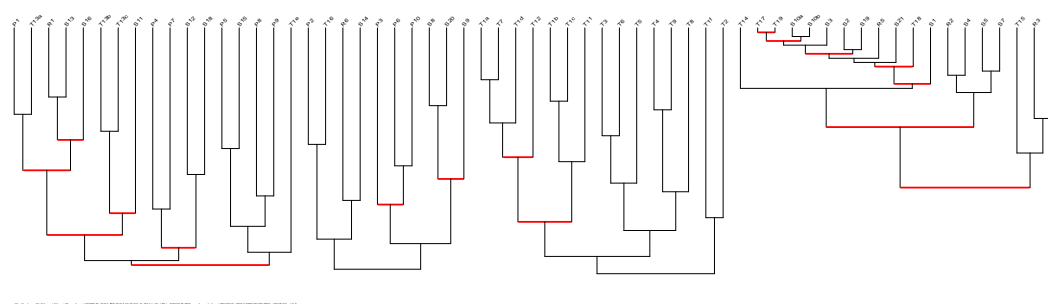 P1 T13a R1 S13 S16 T13b T13c S11 P4 P7 S12 S18 P5 S15 P8 P9 T1e P2 T16 R6 S14 P3 P6 P10 S8 S20 S9 T1a T7 T1d T12 T1b T1c T11 T3 T6 T5 T4 T9 T8 T1f T2 T14 T17 T19 S10a S10b S3 S2 S19 R5 S21 T18 S1 R2 S4 S5 S7 T15 R3